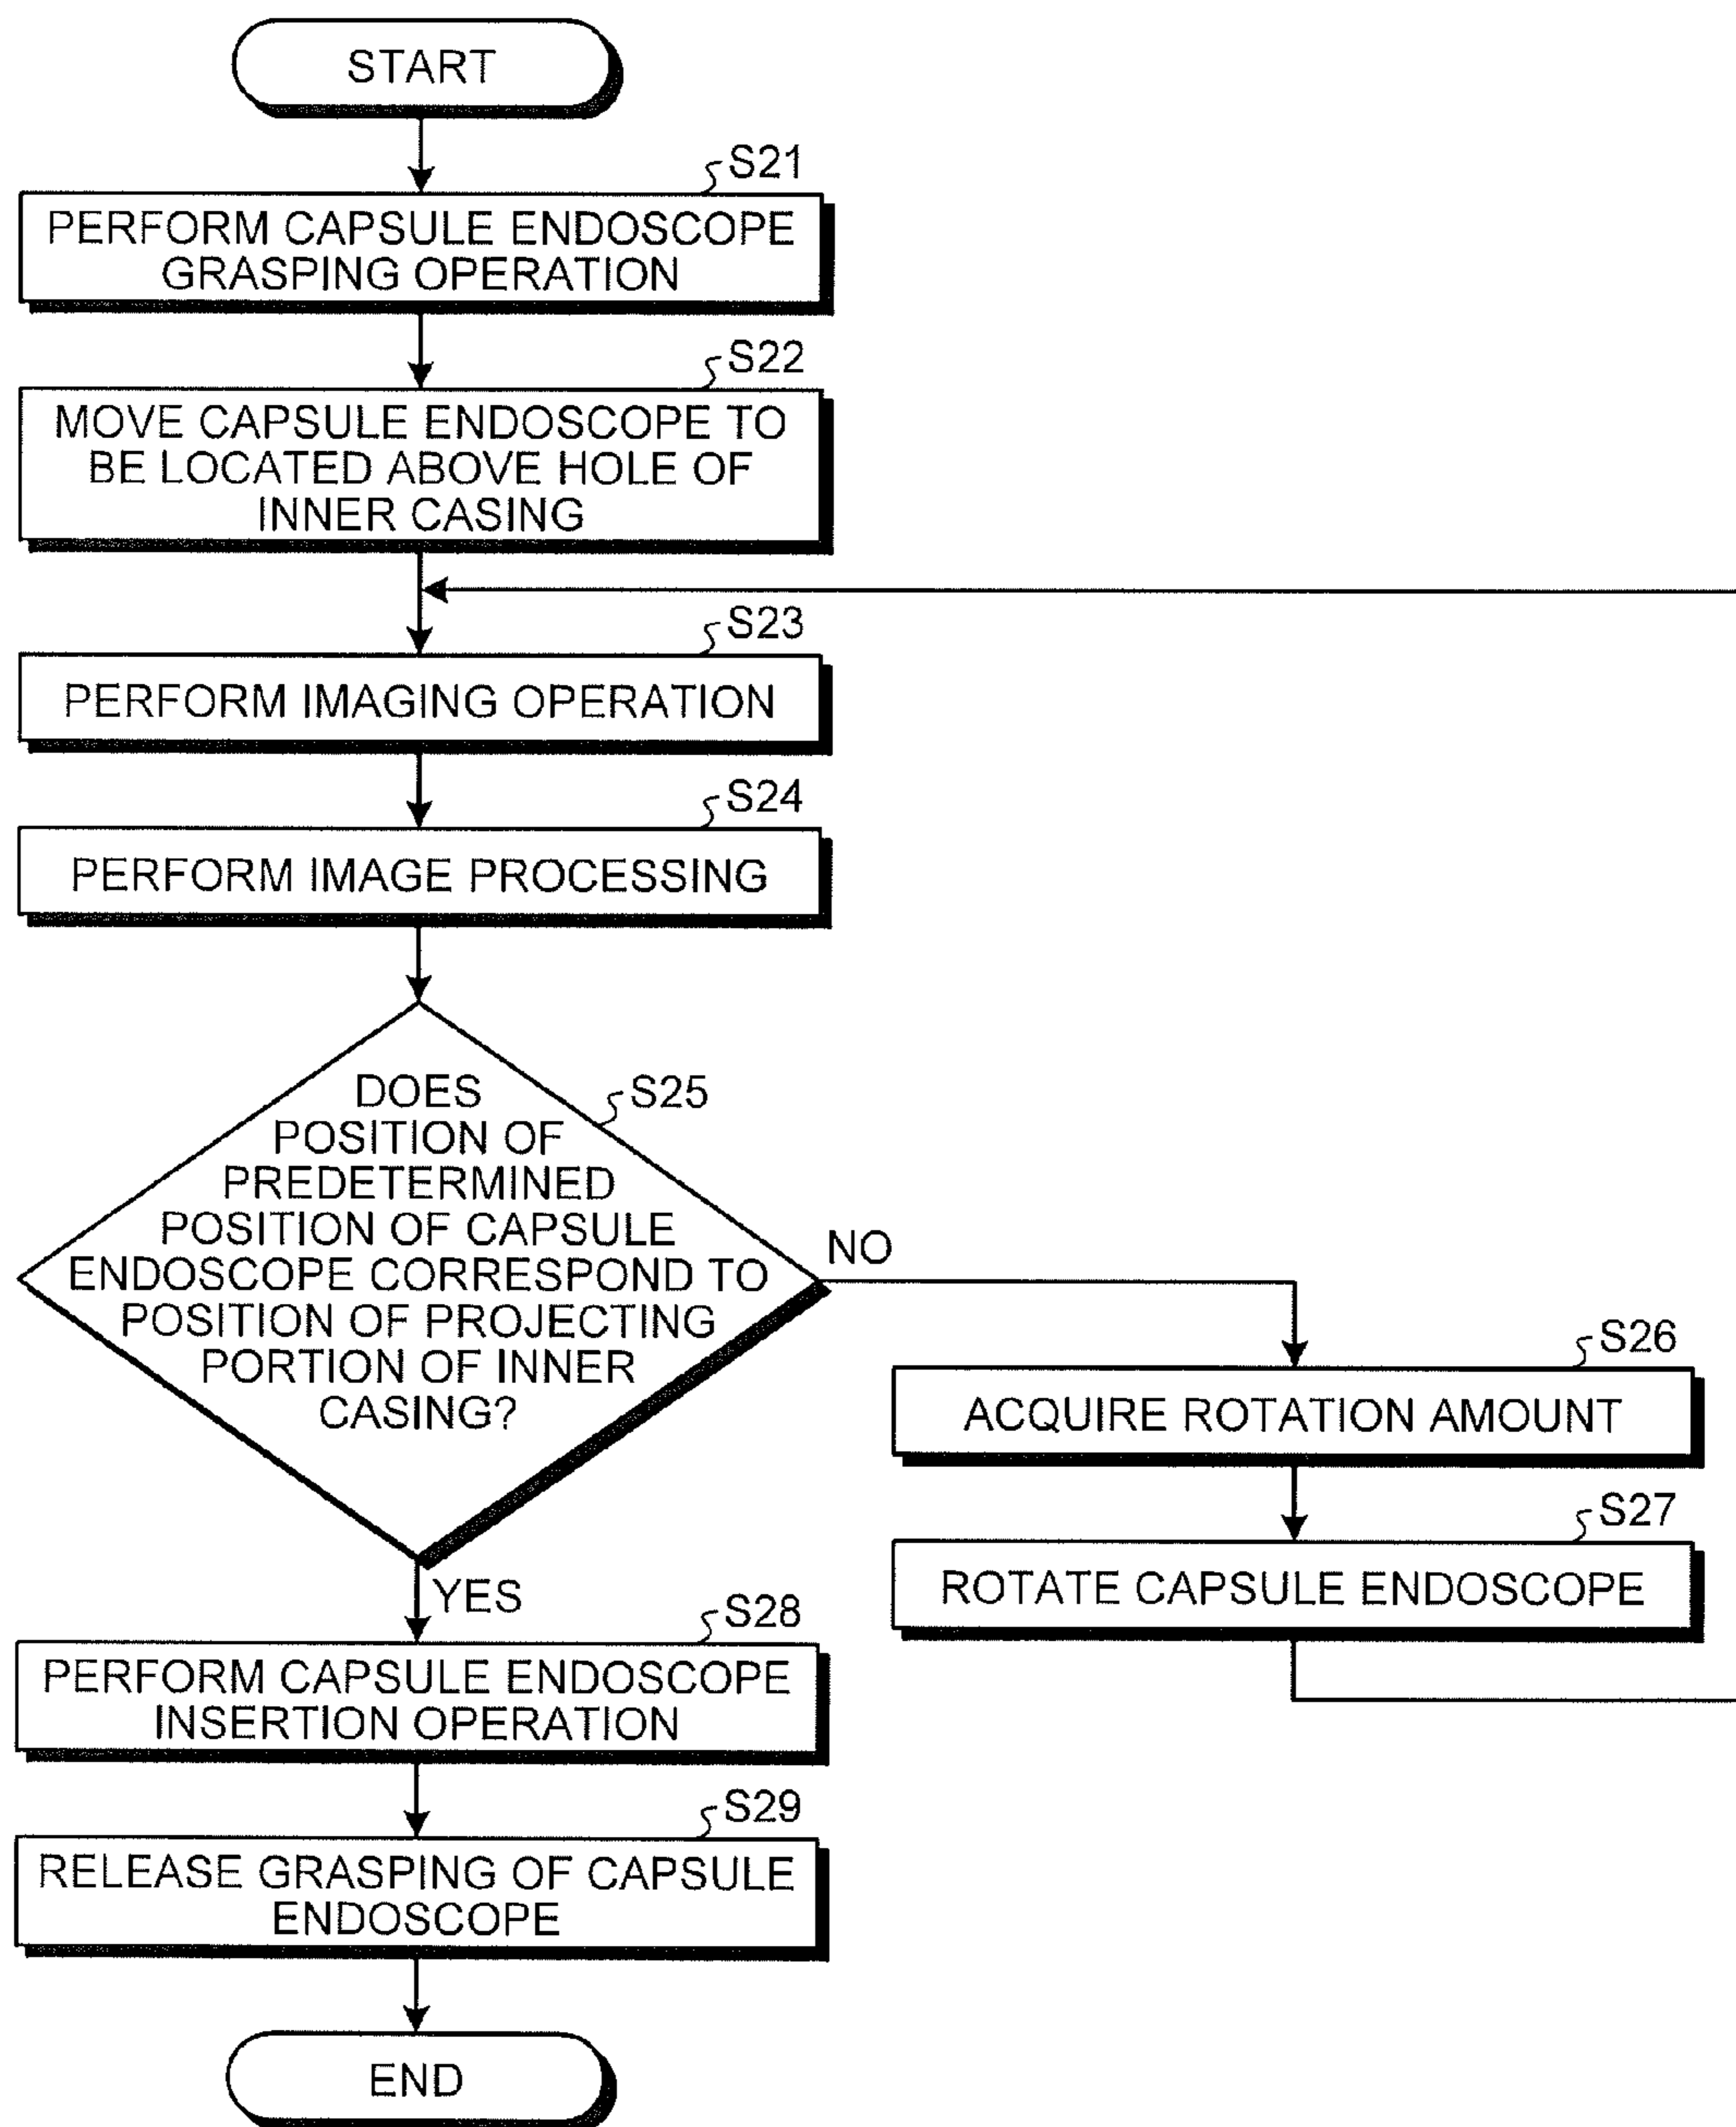 START
S21
PERFORM CAPSULE ENDOSCOPE
GRASPING OPERATION
S22
MOVE CAPSULE ENDOSCOPE TO
BE LOCATED ABOVE HOLE OF
INNER CASING
S23
PERFORM IMAGING OPERATION
S24
PERFORM IMAGE PROCESSING
S25
DOES
POSITION OF
PREDETERMINED
POSITION OF CAPSULE
ENDOSCOPE CORRESPOND TO
POSITION OF PROJECTING
PORTION OF INNER
CASING?
NO
S26
ACQUIRE ROTATION AMOUNT
S27
ROTATE CAPSULE ENDOSCOPE
YES
S28
PERFORM CAPSULE ENDOSCOPE
INSERTION OPERATION
S29
RELEASE GRASPING OF CAPSULE
ENDOSCOPE
END